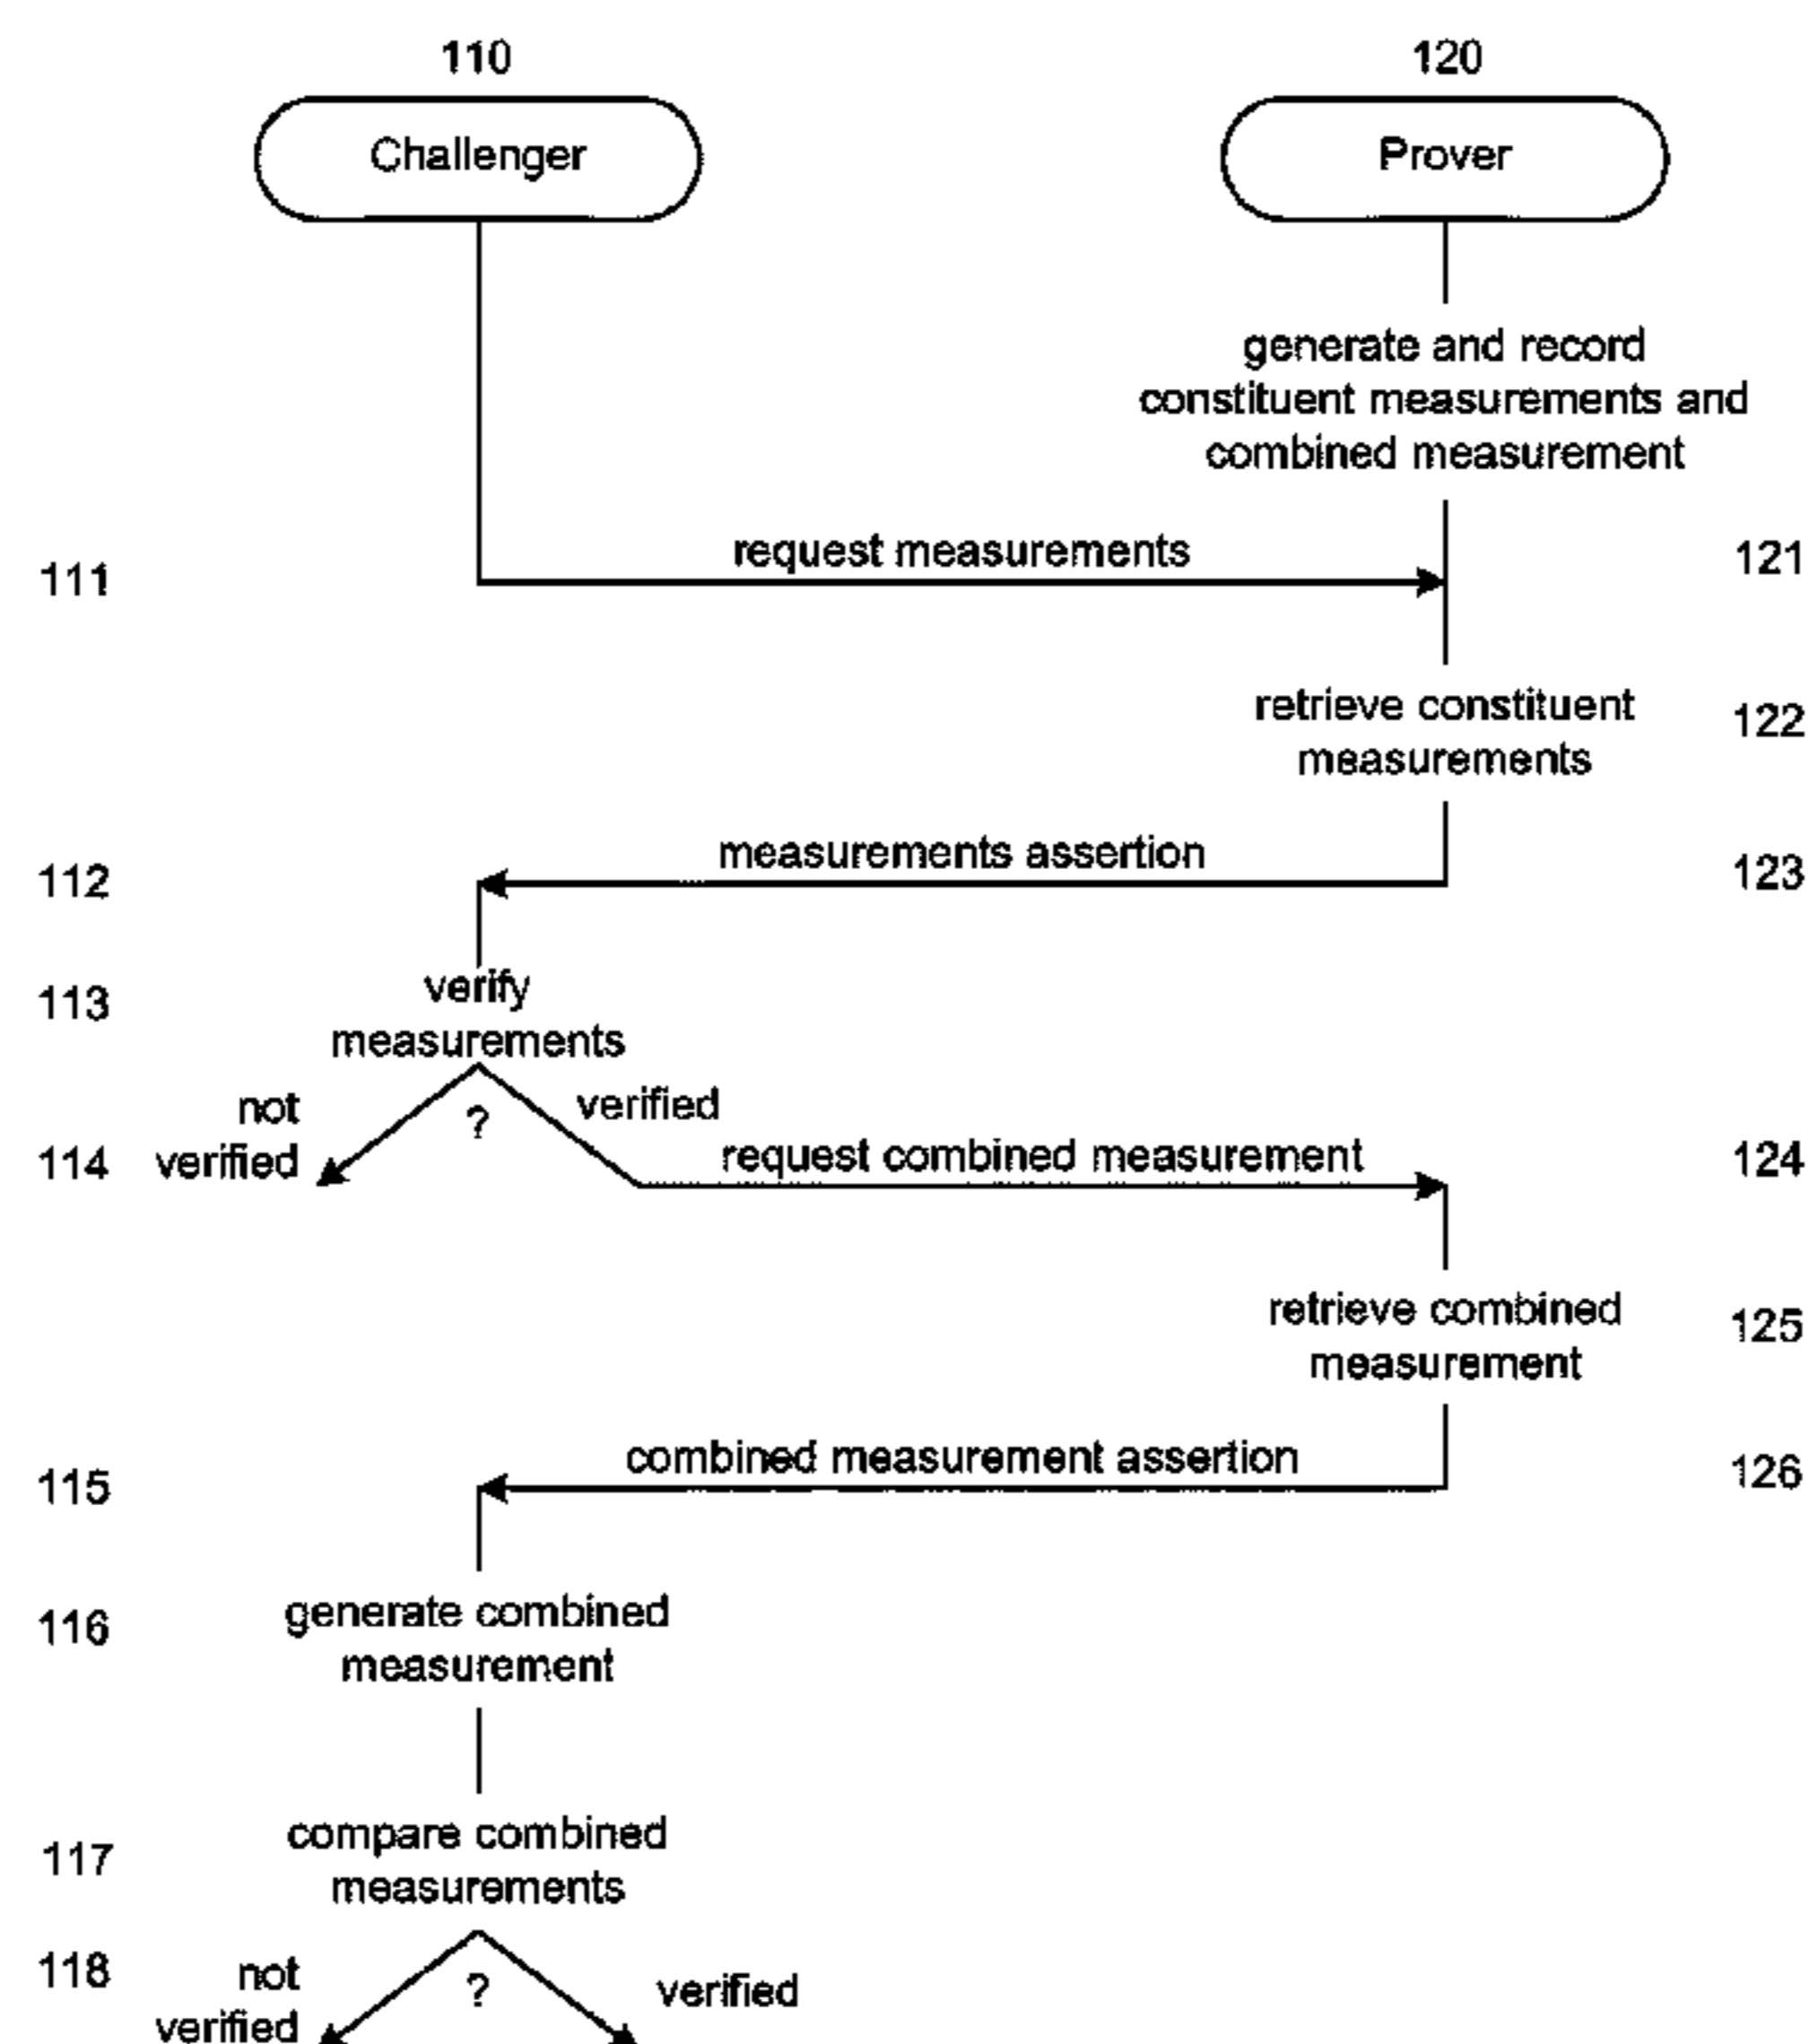 110
120
Challenger
Prover
generate and record
constituent measurements and
combined measurement
request measurements
111
121
retrieve constituent
measurements
122
measurements assertion
112
123
113
verify
measurements
not
verified
?
verified
114
request combined measurement
124
retrieve combined
measurement
125
combined measurement assertion
115
126
116
generate combined
measurement
117
compare combined
measurements
118
not
verified
?
verified